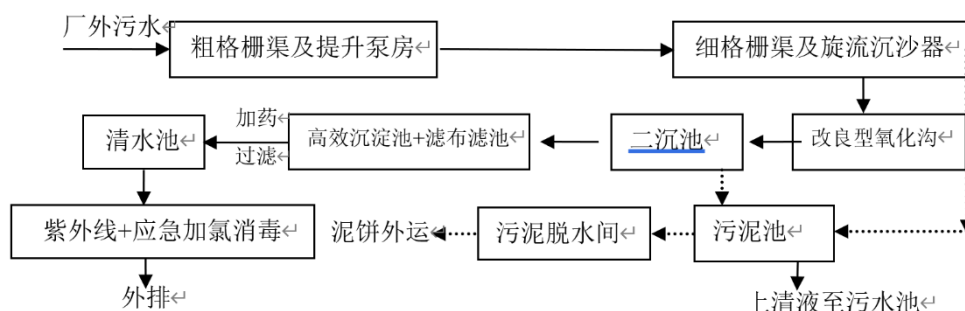 厂外污水
粗格栅渠及提升泵房
细格栅渠及旋流沉沙器
清水池
加药
过滤
高效沉淀池+滤布滤池
二沉池
改良型氧化沟
紫外线+应急加氯消毒
泥饼外运
污泥脱水间
污泥池
外排
上清液至污水池